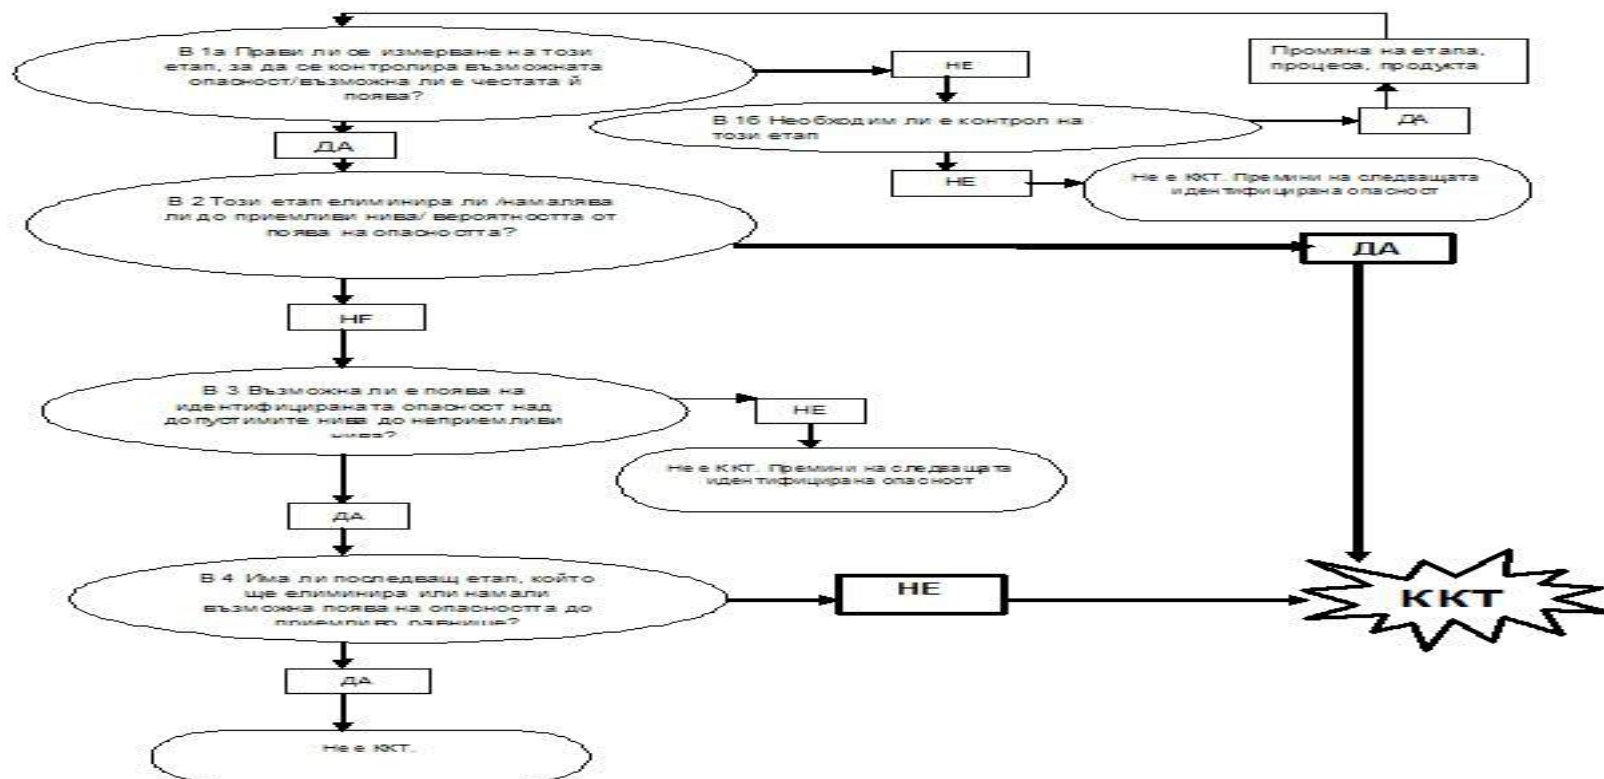 В 1а Прави ли се измерване на този
етап, за да се контролира възможната
опасност/възможна ли е честата й
поява?
НЕ
Промяна на етапа,
процеса, продукта
В 1б Необходим ли е контрол на
този етап
ДА
ДА
НЕ
Не е ККТ. Премини на следващата
идентифицирана опасност
В 2 Този етап елиминира ли /намалява
ли до приемливи нива/ вероятността от
поява на опасността?
ДА
НЕ
В 3 Възможна ли е поява на
идентифицираната опасност над
допустимите нива до неприемливи
нива?
НЕ
Не е ККТ. Премини на следващата
идентифицирана опасност
ДА
В 4 Има ли последващ етап, който
ще елиминира или намали
възможна поява на опасността до
приемливо равнище?
НЕ
ККТ
ДА
Не е ККТ.